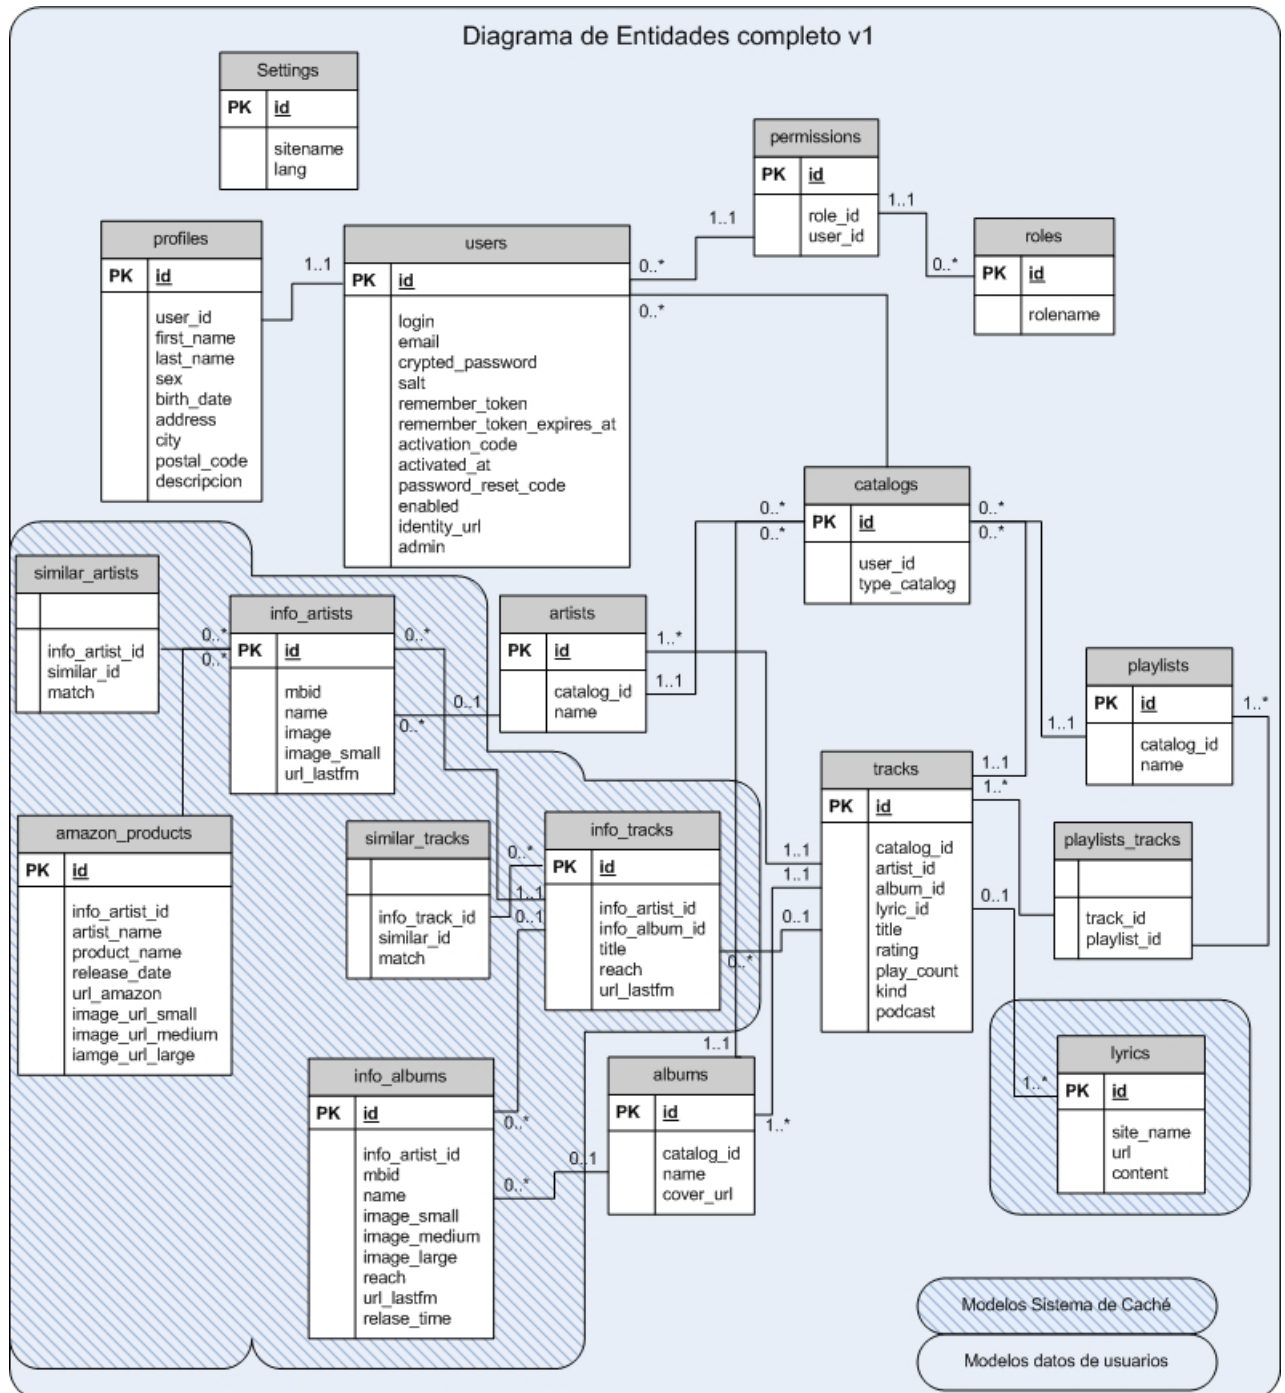 Diagrama de Entidades completo v1
Settings
PK id
sitename
lang
permissions
PK id
role_id
user_id
1..1
1..1
roles
PK id
rolename
0..*
profiles
PK id
user_id
first_name
last_name
sex
birth_date
address
city
postal_code
descripcion
1..1
users
PK id
login
email
crypted_password
salt
remember_token
remember_token_expires_at
activation_code
activated_at
password_reset_code
enabled
identity_url
admin
0..*
0..*
catalogs
PK id
user_id
type_catalog
0..*
0..*
0..*
0..*
similar_artists
info_artist_id
similar_id
match
0..*
0..*
info_artists
PK id
mbid
name
image
image_small
url_lastfm
0..*
0..1
0..*
artists
PK id
catalog_id
name
1..*
1..1
playlists
PK id
catalog_id
name
1..1
1..*
amazon_products
PK id
info_artist_id
artist_name
product_name
release_date
url_amazon
image_url_small
image_url_medium
iamge_url_large
similar_tracks
info_track_id
similar_id
match
0..*
1..1
0..1
info_tracks
PK id
info_artist_id
info_album_id
title
reach
url_lastfm
0..*
1..1
1..1
0..1
tracks
PK id
catalog_id
artist_id
album_id
lyric_id
title
rating
play_count
kind
podcast
1..1
1..*
0..1
playlists_tracks
track_id
playlist_id
info_albums
PK id
info_artist_id
mbid
name
image_small
image_medium
image_large
reach
url_lastfm
relase_time
0..*
0..*
0..1
1..1
albums
PK id
catalog_id
name
cover_url
1..*
lyrics
PK id
site_name
url
content
1..*
Modelos Sistema de Caché
Modelos datos de usuarios